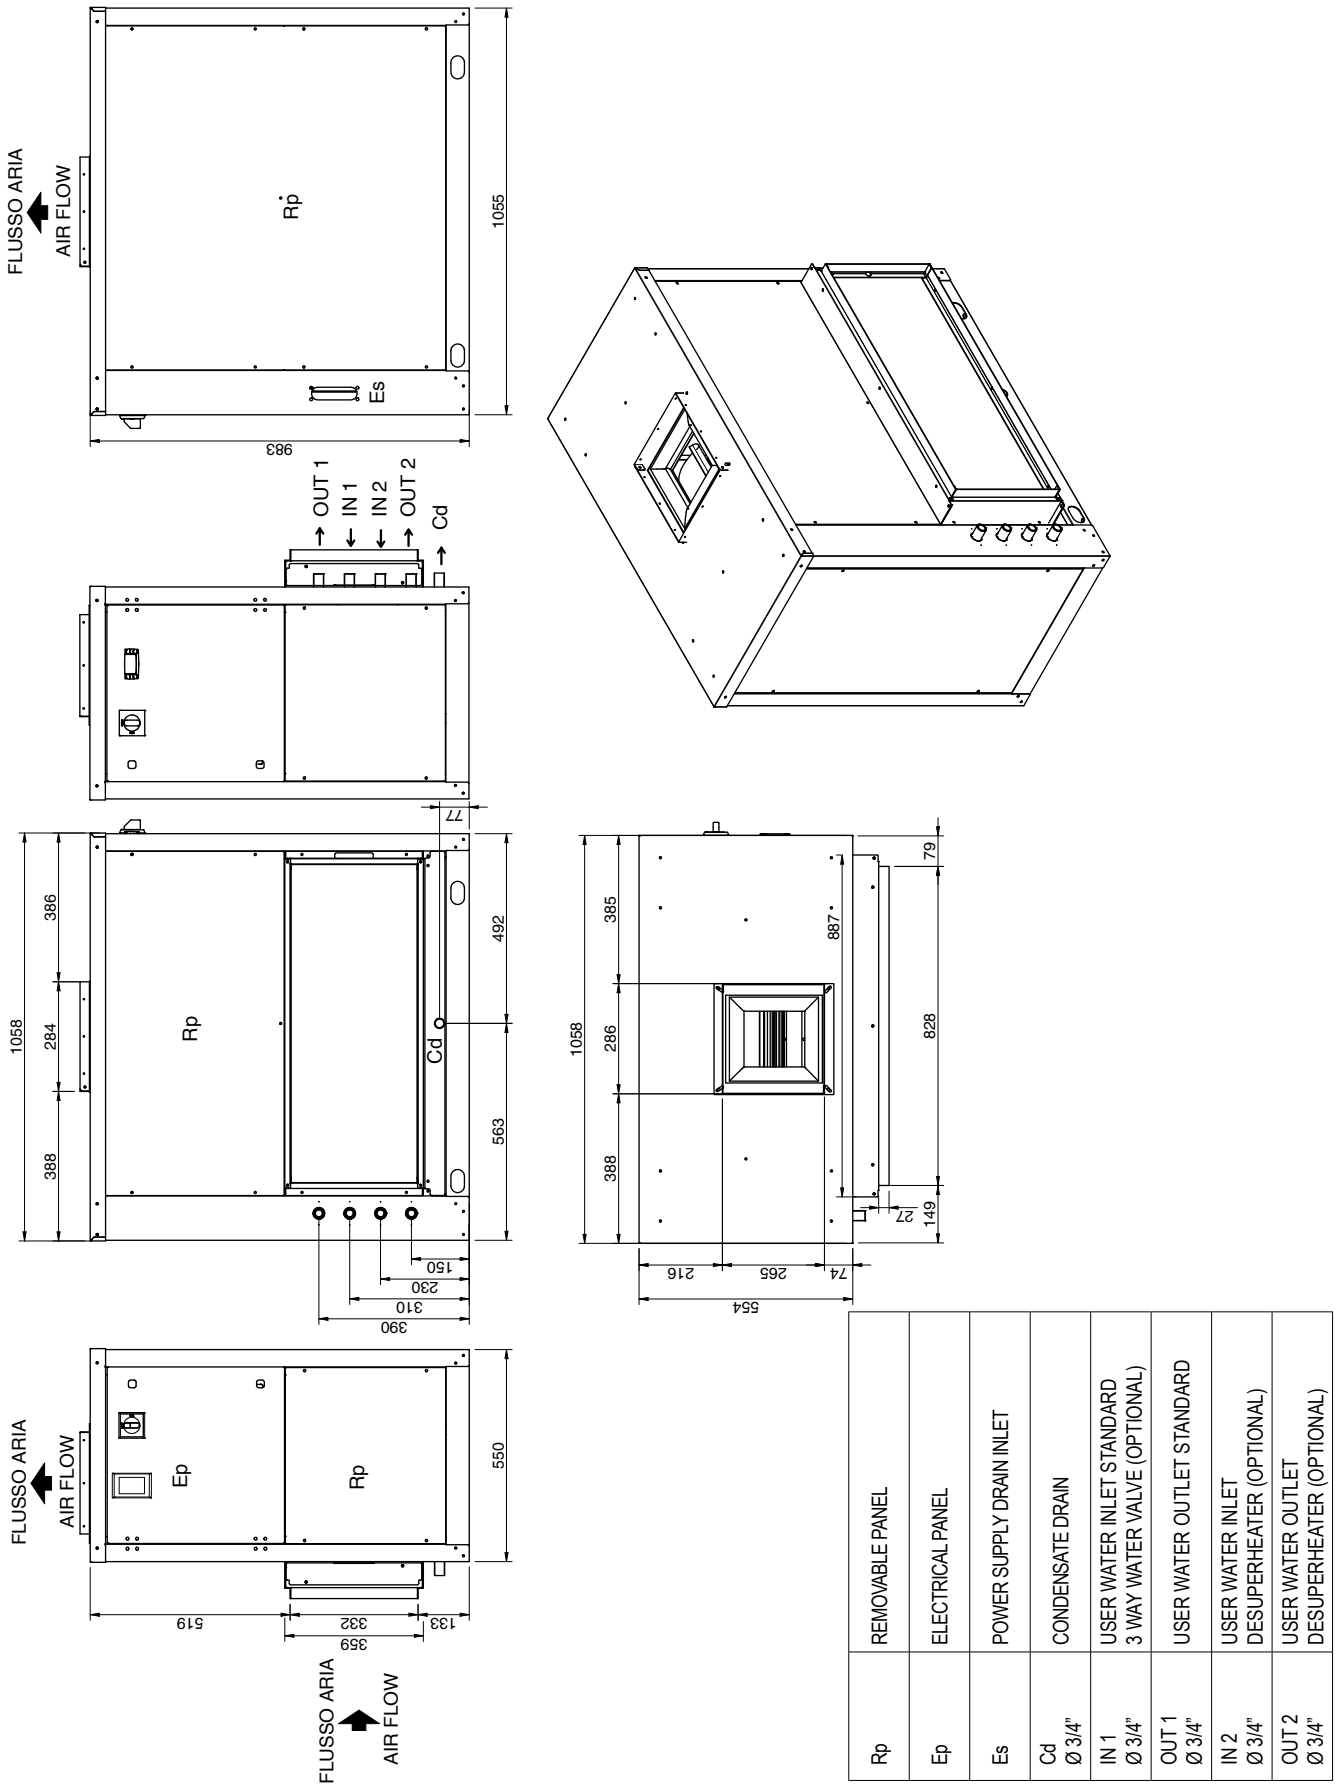 FLUSSO ARIA
AIR FLOW
Rp
Es
1055
983
OUT 1
IN 1
IN 2
OUT 2
Cd
77
386
284
388
1058
Rp
Cd
492
563
150
230
310
390
FLUSSO ARIA
AIR FLOW
Ep
Rp
550
519
332
133
359
FLUSSO ARIA
AIR FLOW
1058
385
286
388
887
79
828
149
27
216
265
74
554
Rp REMOVABLE PANEL
Ep ELECTRICAL PANEL
Es POWER SUPPLY DRAIN INLET
Cd
Ø 3/4" CONDENSATE DRAIN
IN 1 USER WATER INLET STANDARD
Ø 3/4" 3 WAY WATER VALVE (OPTIONAL)
OUT 1
Ø 3/4" USER WATER OUTLET STANDARD
IN 2 USER WATER INLET
Ø 3/4" DESUPERHEATER (OPTIONAL)
OUT 2 USER WATER OUTLET
Ø 3/4" DESUPERHEATER (OPTIONAL)